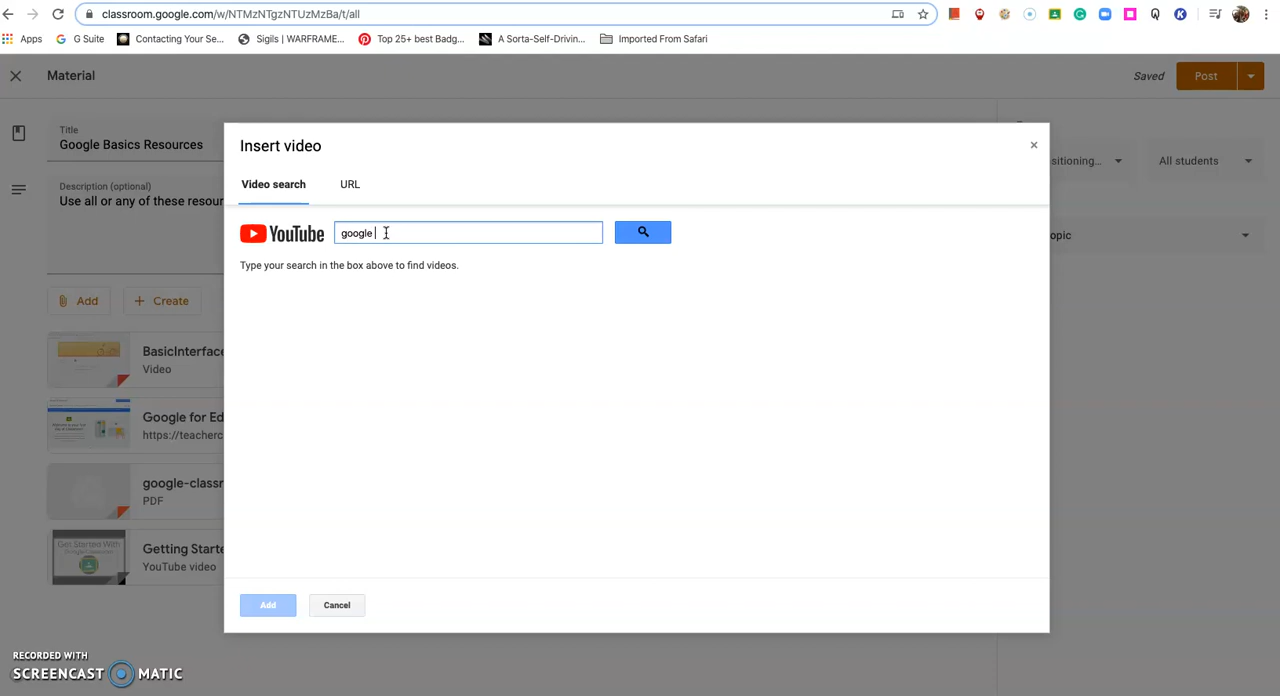 classroom.google.com/w/NTMzNTgzNTUzMzBa/t/all
Apps G Suite Contacting Your Se... Sigils | WARFRAME... Top 25+ best Badg... A Sorta-Self-Drivin... Imported From Safari
Material Saved Post
Title
Google Basics Resources
Description (optional)
Use all or any of these resour
Add Create
BasicInterface
Video
Google for Ed
https://teacherc
google-classr
PDF
Getting Starte
YouTube video
Insert video
Video search URL
YouTube google
Type your search in the box above to find videos.
Add Cancel
sitioning... All students
opic
RECORDED WITH
SCREENCAST MATIC